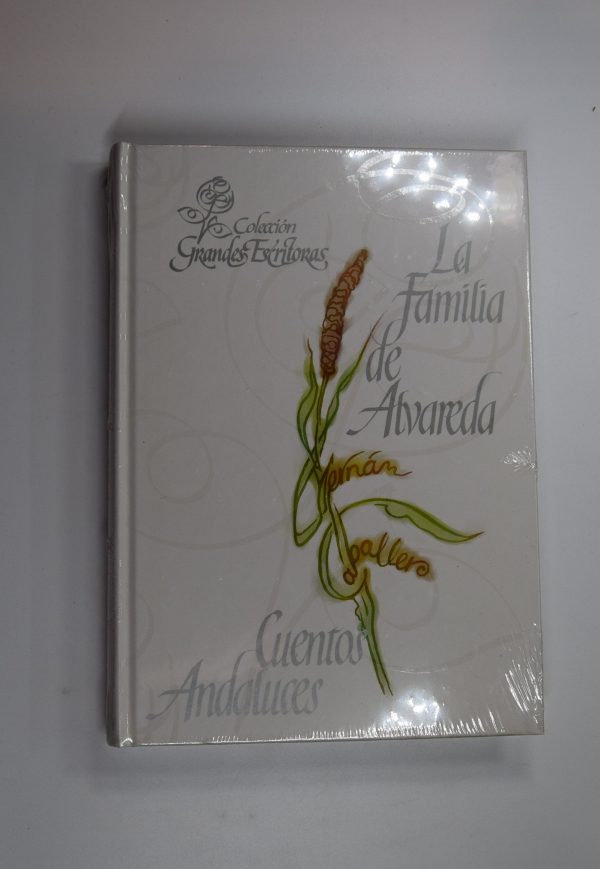 Colección
Grandes Escritoras
La
Familia
de
Alvareda
Fernán
Caballero
Cuentos
Andaluces